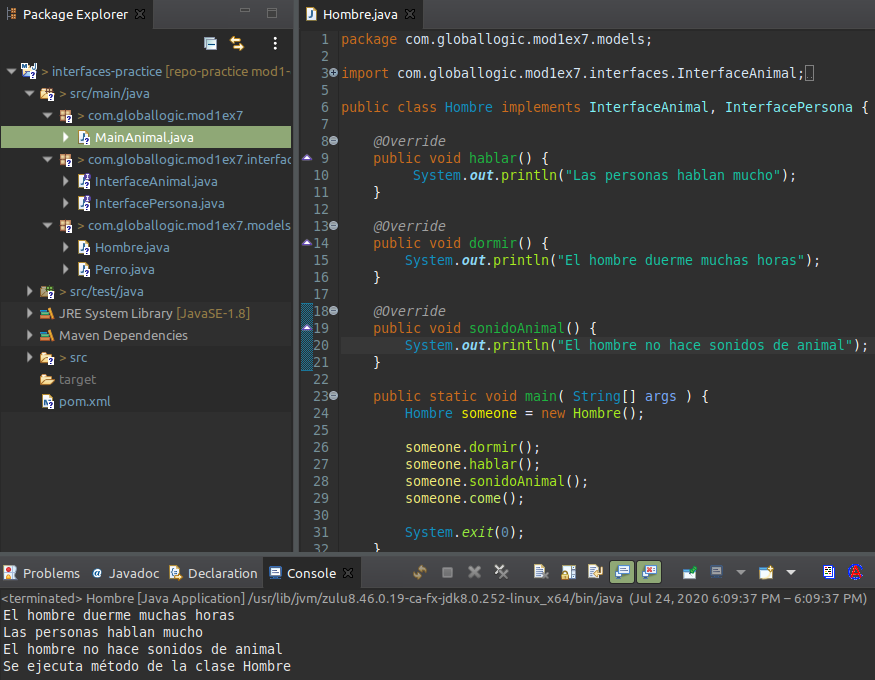 Package Explorer
> interfaces-practice [repo-practice mod1-
> src/main/java
> com.globallogic.mod1ex7
MainAnimal.java
> com.globallogic.mod1ex7.interfac
InterfaceAnimal.java
InterfacePersona.java
> com.globallogic.mod1ex7.models
Hombre.java
Perro.java
> src/test/java
JRE System Library [JavaSE-1.8]
Maven Dependencies
> src
target
pom.xml
Hombre.java
1 package com.globallogic.mod1ex7.models;
2
3 import com.globallogic.mod1ex7.interfaces.InterfaceAnimal;
5
6 public class Hombre implements InterfaceAnimal, InterfacePersona {
7
8 @Override
9 public void hablar() {
10 System.out.println("Las personas hablan mucho");
11 }
12
13 @Override
14 public void dormir() {
15 System.out.println("El hombre duerme muchas horas");
16 }
17
18 @Override
19 public void sonidoAnimal() {
20 System.out.println("El hombre no hace sonidos de animal");
21 }
22
23 public static void main( String[] args ) {
24 Hombre someone = new Hombre();
25
26 someone.dormir();
27 someone.hablar();
28 someone.sonidoAnimal();
29 someone.come();
30
31 System.exit(0);
32 }
Problems @ Javadoc Declaration Console
<terminated> Hombre [Java Application] /usr/lib/jvm/zulu8.46.0.19-ca-fx-jdk8.0.252-linux_x64/bin/java (Jul 24, 2020 6:09:37 PM – 6:09:37 PM)
El hombre duerme muchas horas
Las personas hablan mucho
El hombre no hace sonidos de animal
Se ejecuta método de la clase Hombre